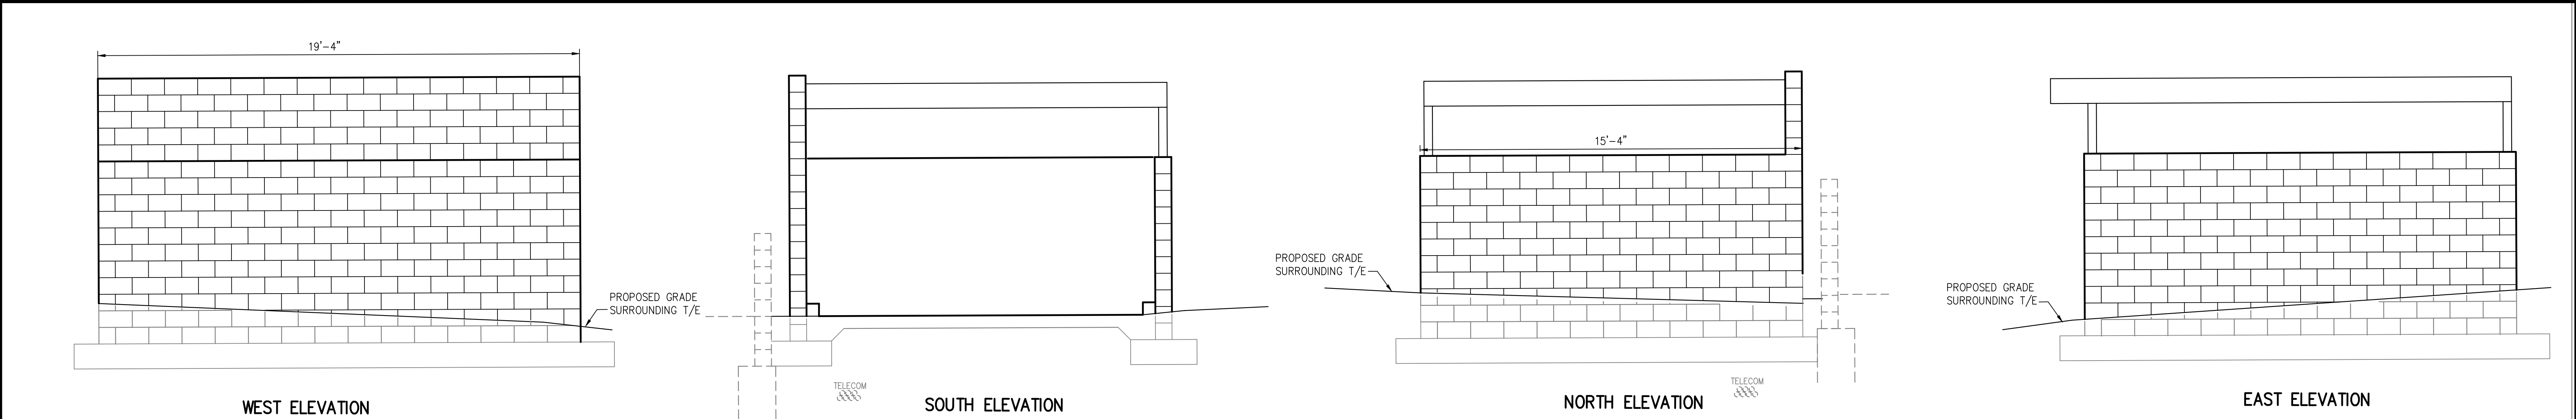 19'-4"
PROPOSED GRADE
SURROUNDING T/E
WEST ELEVATION
TELECOM
SOUTH ELEVATION
15'-4"
PROPOSED GRADE
SURROUNDING T/E
TELECOM
NORTH ELEVATION
PROPOSED GRADE
SURROUNDING T/E
EAST ELEVATION